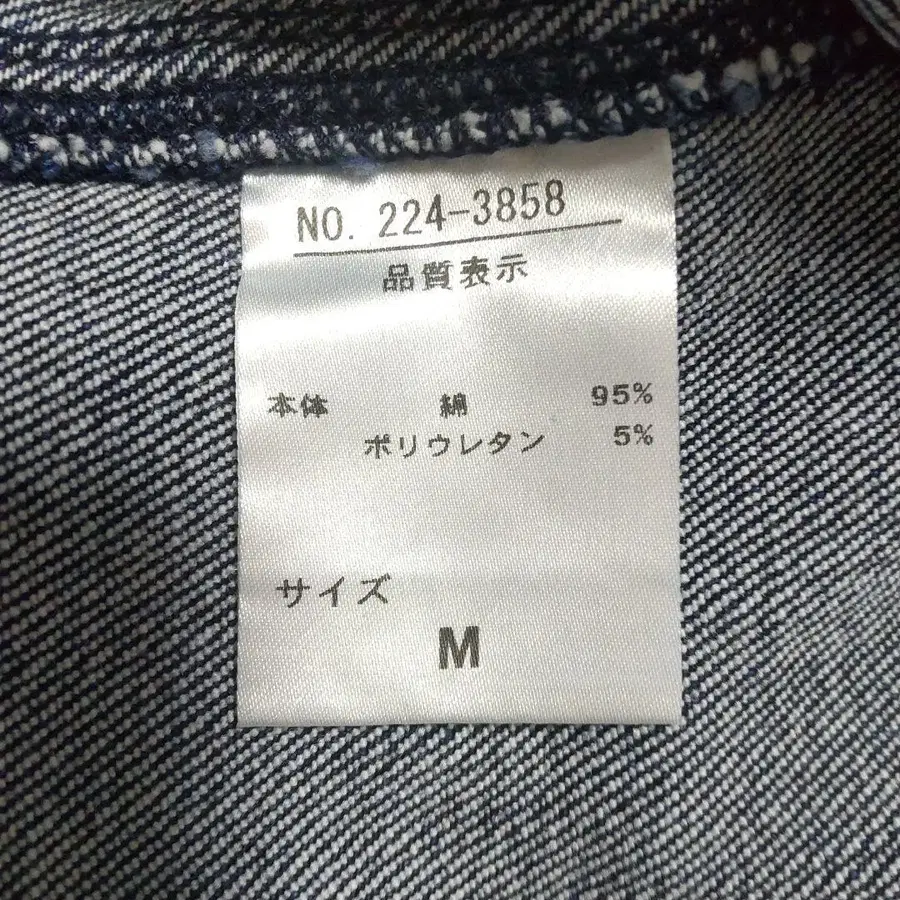 NO. 224-3858
品質表示
本体 綿 95%
ポリウレタン 5%
サイズ
M